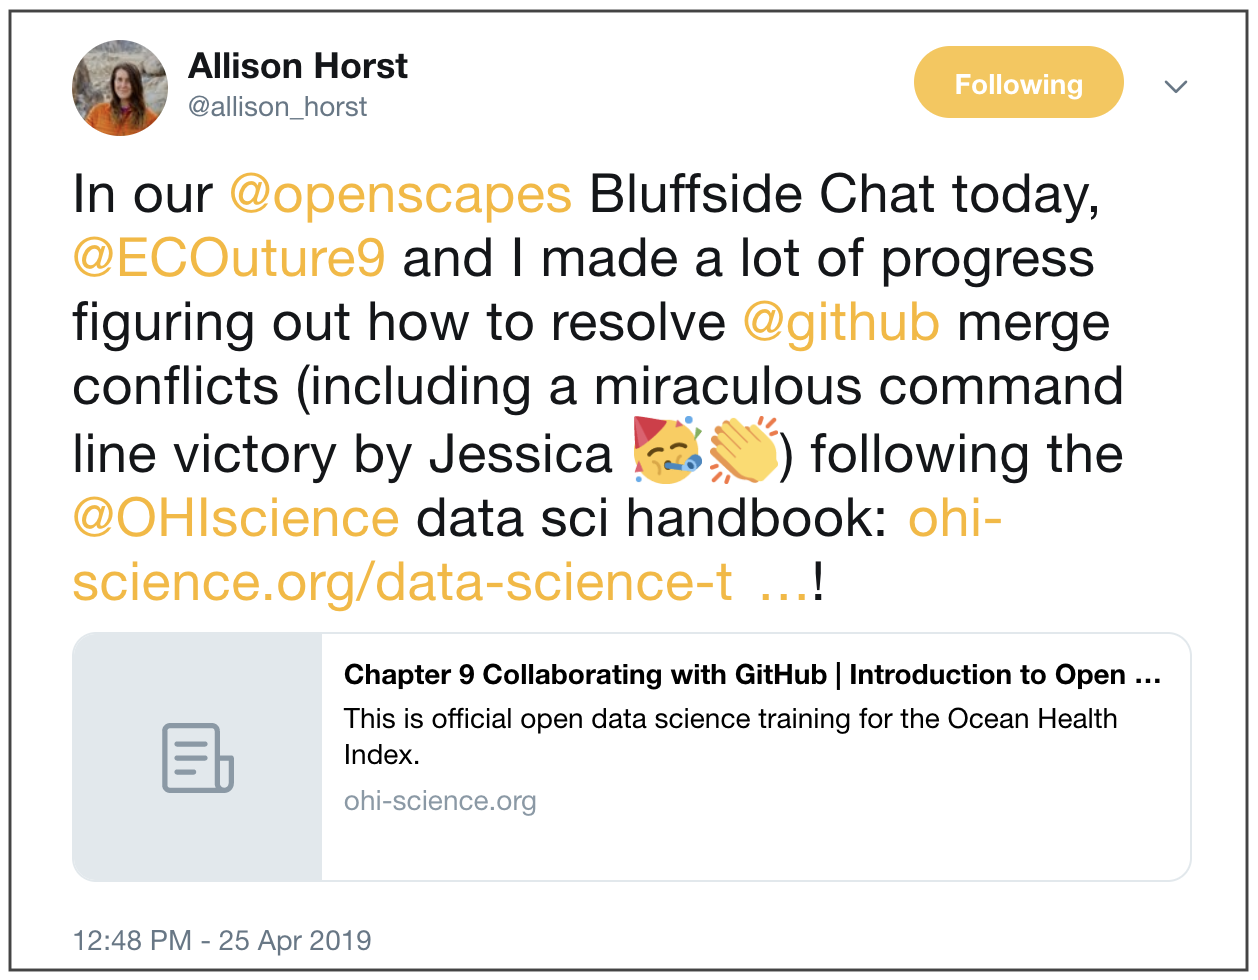 Allison Horst
@allison_horst
Following
In our @openscapes Bluffside Chat today,
@ECOuture9 and I made a lot of progress
figuring out how to resolve @github merge
conflicts (including a miraculous command
line victory by Jessica 🥳👏) following the
@OHIscience data sci handbook: ohi-
science.org/data-science-t …!
Chapter 9 Collaborating with GitHub | Introduction to Open …
This is official open data science training for the Ocean Health
Index.
ohi-science.org
12:48 PM - 25 Apr 2019